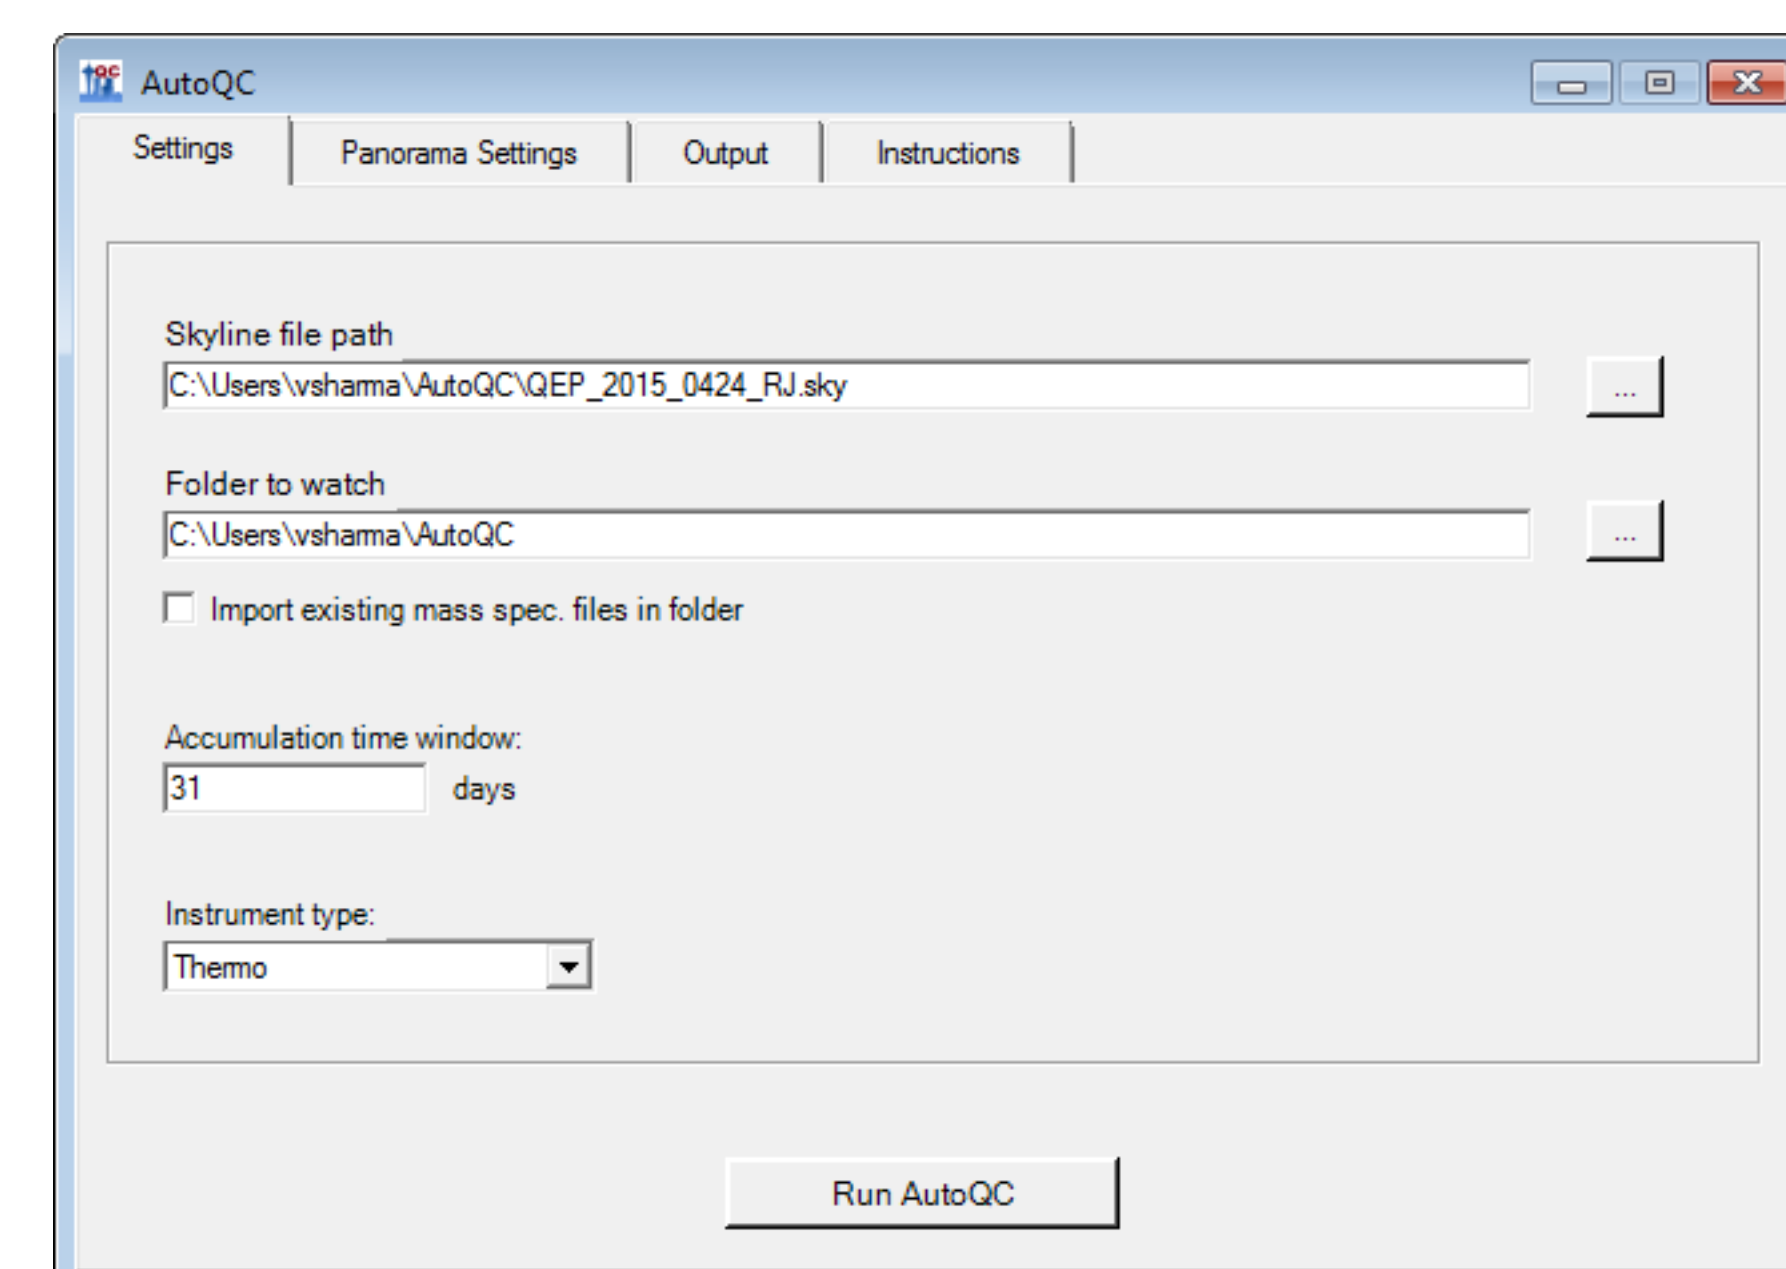 AutoQC
Settings Panorama Settings Output Instructions
Skyline file path
C:\Users\vsharma\AutoQC\QEP_2015_0424_RJ.sky ...
Folder to watch
C:\Users\vsharma\AutoQC ...
Import existing mass spec. files in folder
Accumulation time window:
31 days
Instrument type:
Thermo
Run AutoQC